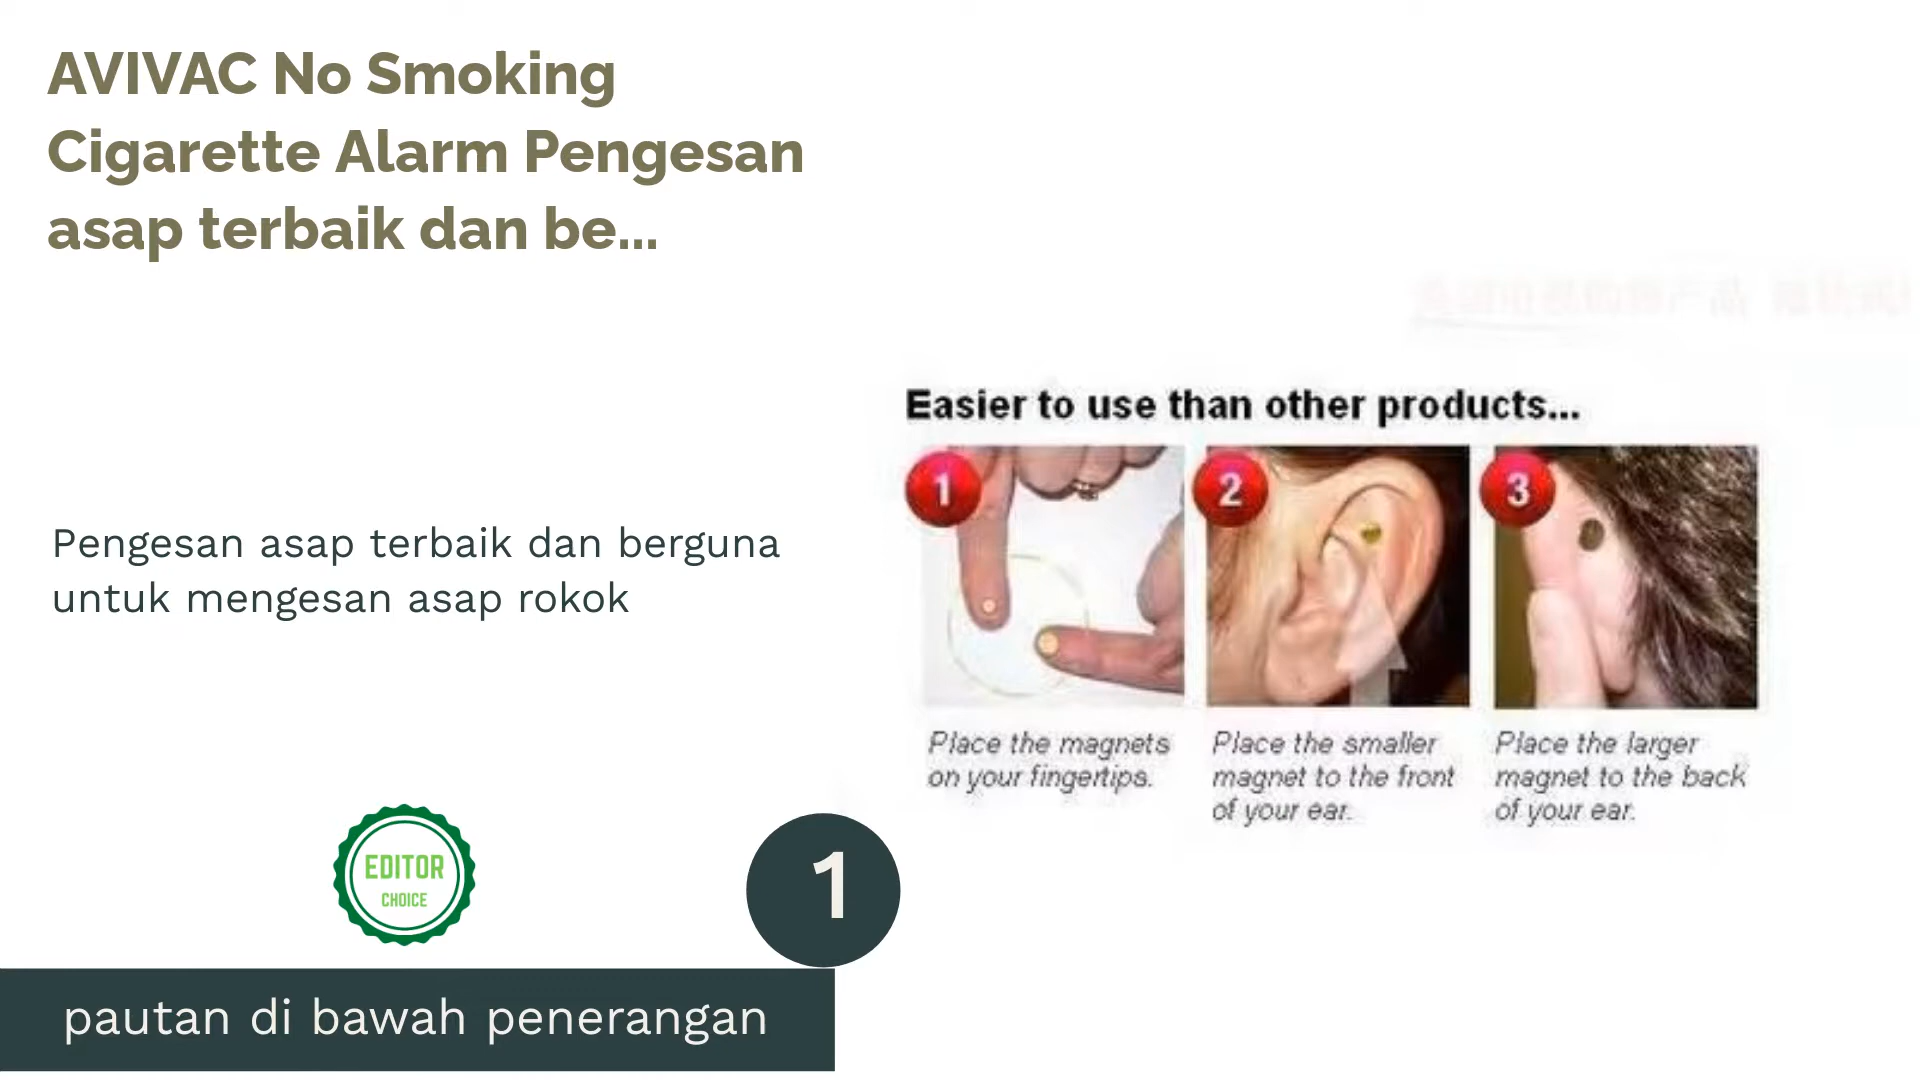 AVIVAC No Smoking
Cigarette Alarm Pengesan
asap terbaik dan be...
Pengesan asap terbaik dan berguna
untuk mengesan asap rokok
Easier to use than other products...
1
2
3
Place the magnets
on your fingertips.
Place the smaller
magnet to the front
of your ear.
Place the larger
magnet to the back
of your ear.
EDITOR
CHOICE
1
pautan di bawah penerangan